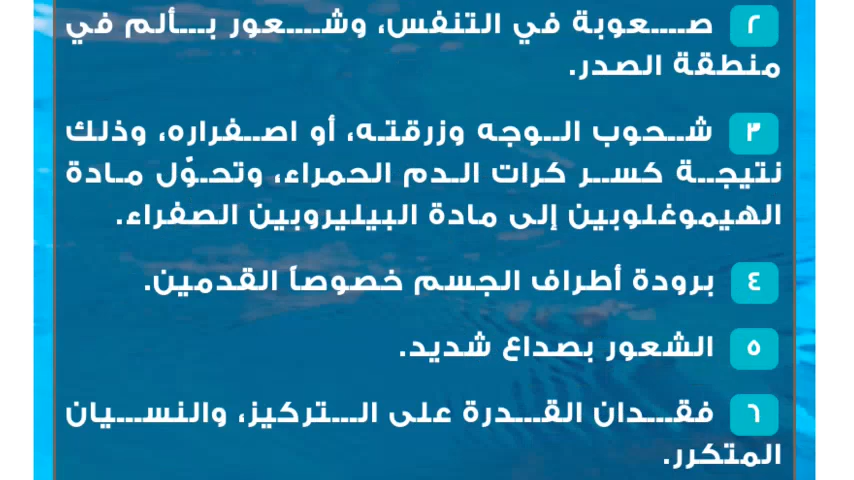 ٢ صعوبة في التنفس، وشعور بألم في
منطقة الصدر.
٣ شحوب الوجه وزرقته، أو اصفراره، وذلك
نتيجة كسر كرات الدم الحمراء، وتحوّل مادة
الهيموغلوبين إلى مادة البيليروبين الصفراء.
٤ برودة أطراف الجسم خصوصاً القدمين.
٥ الشعور بصداع شديد.
٦ فقدان القدرة على التركيز، والنسيان
المتكرر.